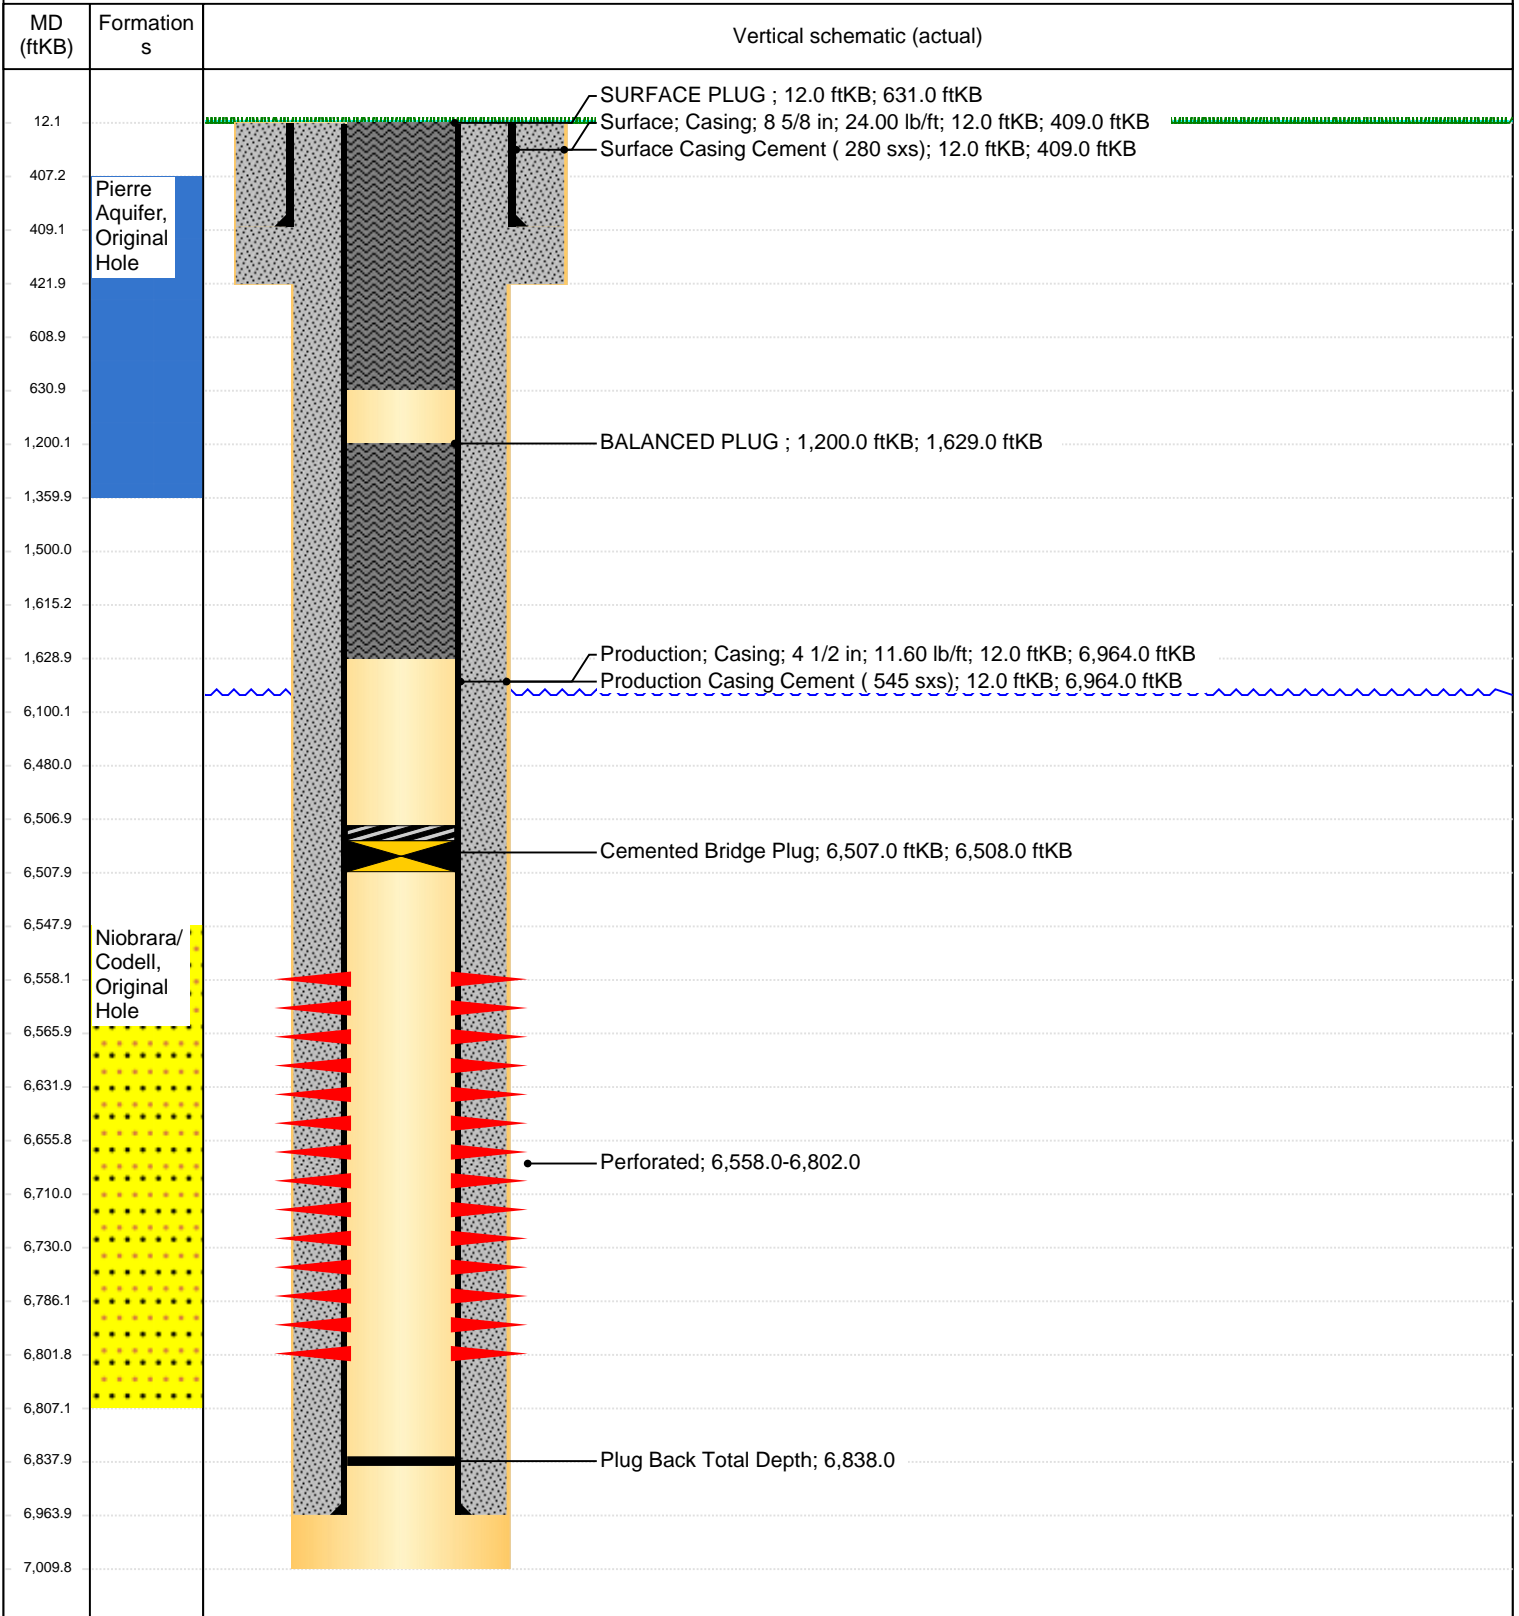 MD
(ftKB)
Formation
s
Vertical schematic (actual)
SURFACE PLUG ; 12.0 ftKB; 631.0 ftKB
12.1
Surface; Casing; 8 5/8 in; 24.00 lb/ft; 12.0 ftKB; 409.0 ftKB
Surface Casing Cement ( 280 sxs); 12.0 ftKB; 409.0 ftKB
407.2
Pierre
Aquifer,
Original
Hole
409.1
421.9
608.9
630.9
1,200.1
BALANCED PLUG ; 1,200.0 ftKB; 1,629.0 ftKB
1,359.9
1,500.0
1,615.2
1,628.9
Production; Casing; 4 1/2 in; 11.60 lb/ft; 12.0 ftKB; 6,964.0 ftKB
Production Casing Cement ( 545 sxs); 12.0 ftKB; 6,964.0 ftKB
6,100.1
6,480.0
6,506.9
Cemented Bridge Plug; 6,507.0 ftKB; 6,508.0 ftKB
6,507.9
6,547.9
Niobrara/
Codell,
Original
Hole
6,558.1
6,565.9
6,631.9
6,655.8
Perforated; 6,558.0-6,802.0
6,710.0
6,730.0
6,786.1
6,801.8
6,807.1
6,837.9
Plug Back Total Depth; 6,838.0
6,963.9
7,009.8